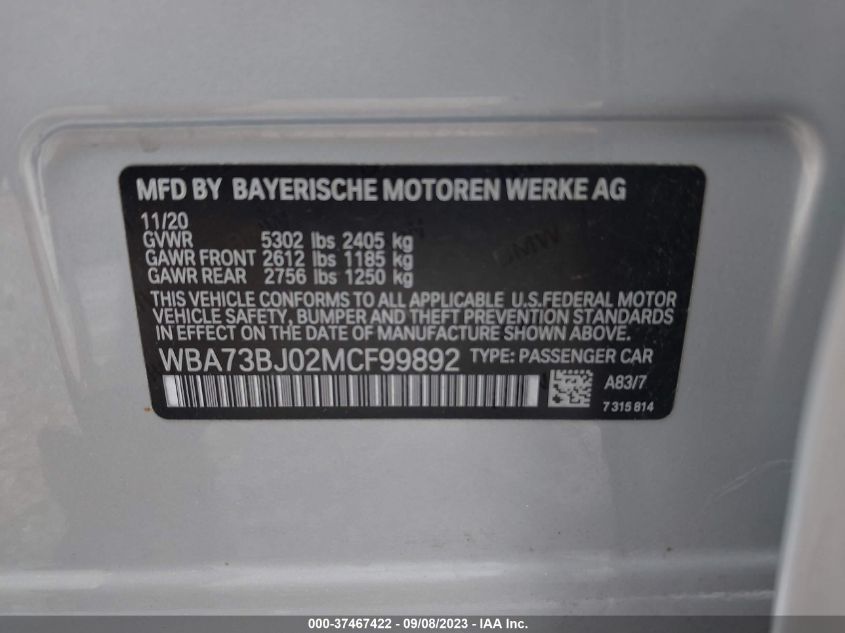 MFD BY BAYERISCHE MOTOREN WERKE AG
11/20
GVWR 5302 lbs 2405 kg
GAWR FRONT 2612 lbs 1185 kg
GAWR REAR 2756 lbs 1250 kg
THIS VEHICLE CONFORMS TO ALL APPLICABLE U.S.FEDERAL MOTOR
VEHICLE SAFETY, BUMPER AND THEFT PREVENTION STANDARDS
IN EFFECT ON THE DATE OF MANUFACTURE SHOWN ABOVE.
WBA73BJ02MCF99892 TYPE: PASSENGER CAR
A83/7
7 315 814
000-37467422 - 09/08/2023 - IAA Inc.